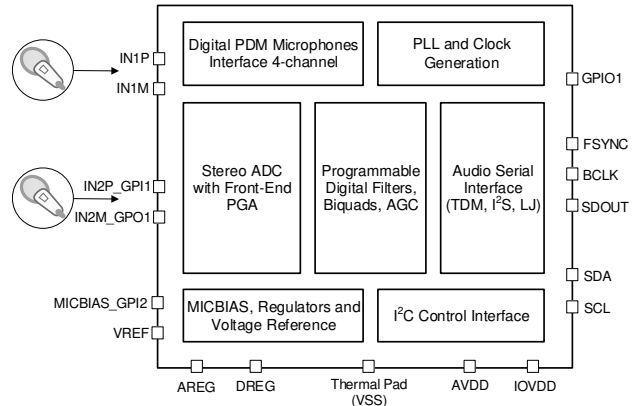 Digital PDM Microphones
Interface 4-channel
PLL and Clock
Generation
IN1P
IN1M
GPIO1
Stereo ADC
with Front-End
PGA
Programmable
Digital Filters,
Biquads, AGC
Audio Serial
Interface
(TDM, I²S, LJ)
FSYNC
BCLK
SDOUT
IN2P_GPI1
IN2M_GPO1
SDA
SCL
MICBIAS_GPI2
VREF
MICBIAS, Regulators and
Voltage Reference
I²C Control Interface
AREG
DREG
Thermal Pad
(VSS)
AVDD
IOVDD